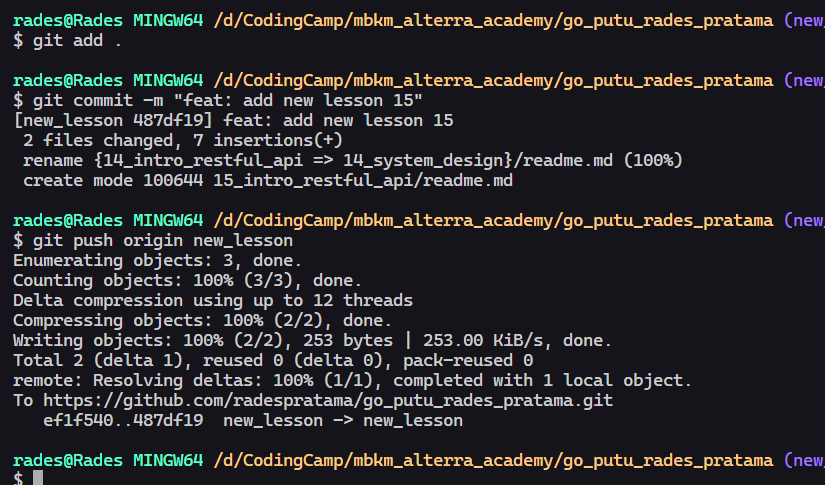 rades@Rades MINGW64 /d/CodingCamp/mbkm_alterra_academy/go_putu_rades_pratama (new_
$ git add .
rades@Rades MINGW64 /d/CodingCamp/mbkm_alterra_academy/go_putu_rades_pratama (new_
$ git commit -m "feat: add new lesson 15"
[new_lesson 487df19] feat: add new lesson 15
 2 files changed, 7 insertions(+)
 rename {14_intro_restful_api => 14_system_design}/readme.md (100%)
 create mode 100644 15_intro_restful_api/readme.md
rades@Rades MINGW64 /d/CodingCamp/mbkm_alterra_academy/go_putu_rades_pratama (new_
$ git push origin new_lesson
Enumerating objects: 3, done.
Counting objects: 100% (3/3), done.
Delta compression using up to 12 threads
Compressing objects: 100% (2/2), done.
Writing objects: 100% (2/2), 253 bytes | 253.00 KiB/s, done.
Total 2 (delta 1), reused 0 (delta 0), pack-reused 0
remote: Resolving deltas: 100% (1/1), completed with 1 local object.
To https://github.com/radespratama/go_putu_rades_pratama.git
   ef1f540..487df19  new_lesson -> new_lesson
rades@Rades MINGW64 /d/CodingCamp/mbkm_alterra_academy/go_putu_rades_pratama (new_
$